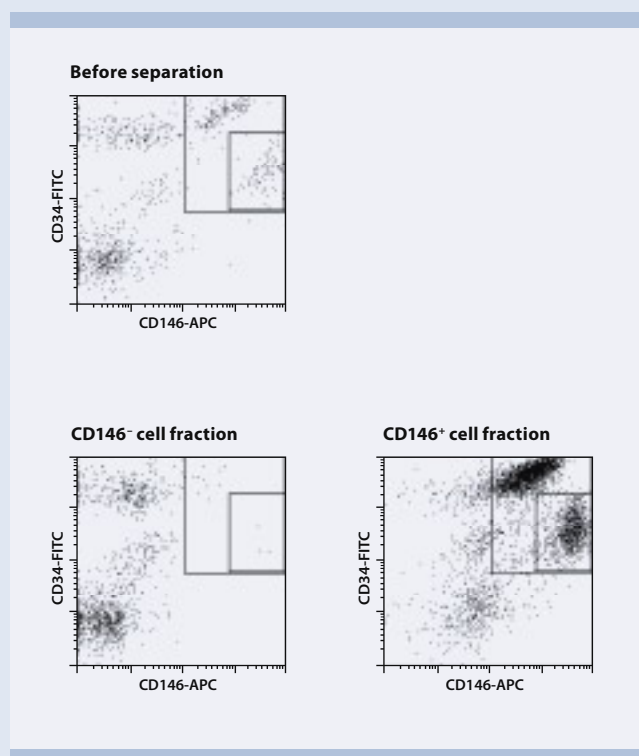 Before separation
CD34-FITC
CD146-APC
CD146⁻ cell fraction
CD34-FITC
CD146-APC
CD146⁺ cell fraction
CD34-FITC
CD146-APC